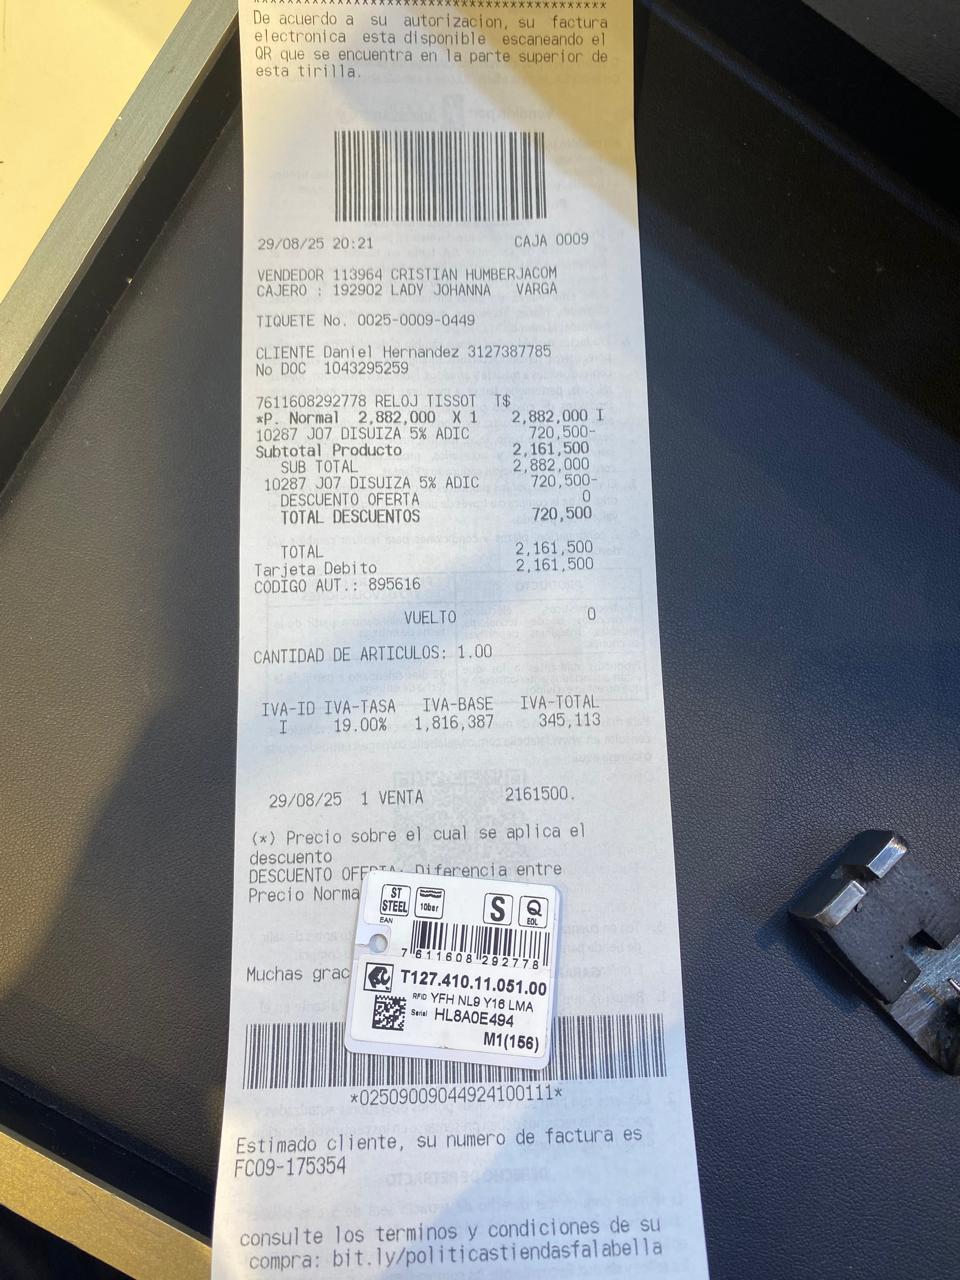 ****************************************
De acuerdo a su autorizacion, su factura
electronica esta disponible escaneando el
QR que se encuentra en la parte superior de
esta tirilla.
29/08/25 20:21 CAJA 0009
VENDEDOR 113964 CRISTIAN HUMBERJACOM
CAJERO : 192902 LADY JOHANNA VARGA
TIQUETE No. 0025-0009-0449
CLIENTE Daniel Hernandez 3127387785
No DOC 1043295259
7611608292778 RELOJ TISSOT T$
*P. Normal 2,882,000 X 1 2,882,000 I
10287 J07 DISUIZA 5% ADIC 720,500-
Subtotal Producto 2,161,500
SUB TOTAL 2,882,000
10287 J07 DISUIZA 5% ADIC 720,500-
DESCUENTO OFERTA 0
TOTAL DESCUENTOS 720,500
TOTAL 2,161,500
Tarjeta Debito 2,161,500
CODIGO AUT.: 895616
VUELTO 0
CANTIDAD DE ARTICULOS: 1.00
IVA-ID IVA-TASA IVA-BASE IVA-TOTAL
I 19.00% 1,816,387 345,113
29/08/25 1 VENTA 2161500.
(*) Precio sobre el cual se aplica el
descuento
DESCUENTO Diferencia entre
Precio
Muchas
ST STEEL 10ber S Q
EAN EOL
7 611608 292778
T127.410.11.051.00
RFID YFH NL9 Y16 LMA
Serial HL8A0E494
M1(156)
*02509009044924100111*
Estimado cliente, su numero de factura es
FC09-175354
consulte los terminos y condiciones de su
compra: bit.ly/politicastiendasfalabella